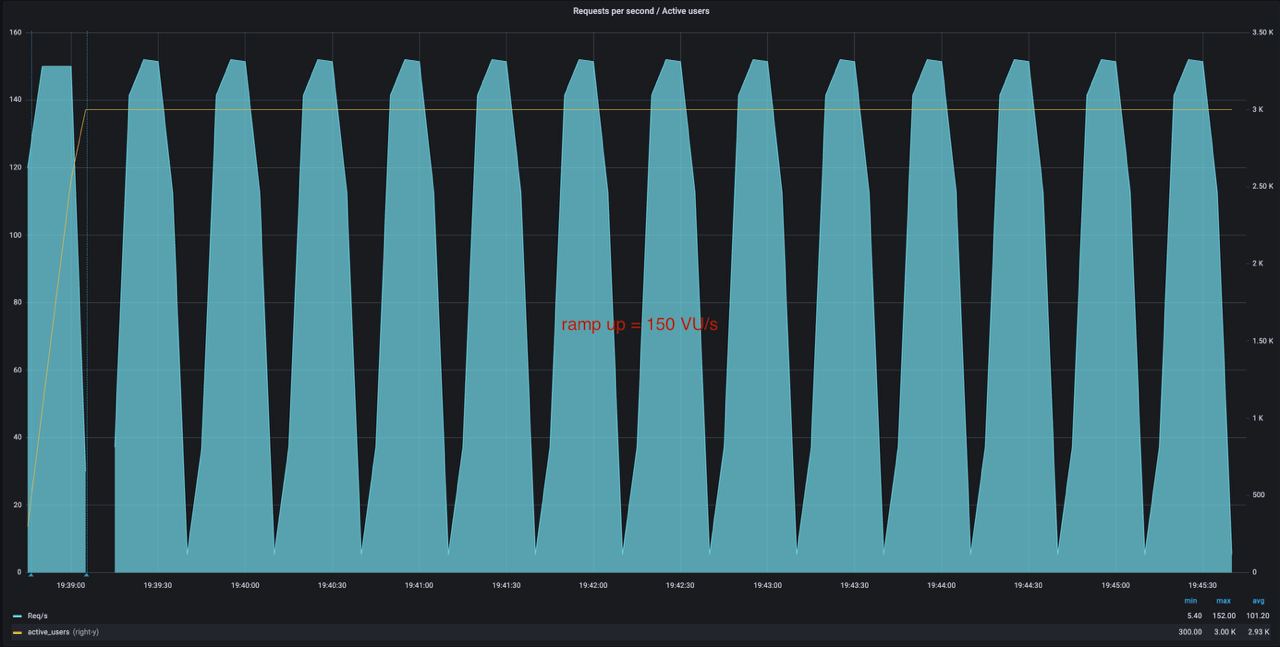 Requests per second / Active users
160
140
120
100
80
60
40
20
0
3.50 K
3 K
2.50 K
2 K
1.50 K
1 K
500
0
ramp up = 150 VU/s
19:39:00 19:39:30 19:40:00 19:40:30 19:41:00 19:41:30 19:42:00 19:42:30 19:43:00 19:43:30 19:44:00 19:44:30 19:45:00 19:45:30
min max avg
Req/s 5.40 152.00 101.20
active_users (right-y) 300.00 3.00 K 2.93 K